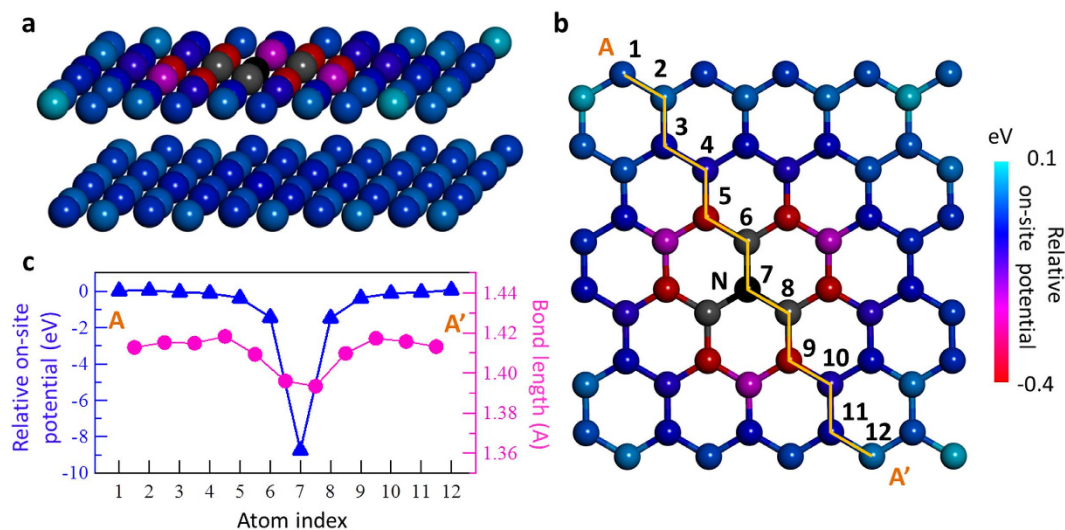 a
b
A
1
2
3
4
5
6
N
7
8
9
10
11
12
A'
eV
0.1
Relative
on-site potential
-0.4
c
Relative on-site
potential (eV)
0
-2
-4
-6
-8
-10
A
A'
1.44
1.42
1.40
1.38
1.36
Bond length (A)
1 2 3 4 5 6 7 8 9 10 11 12
Atom index